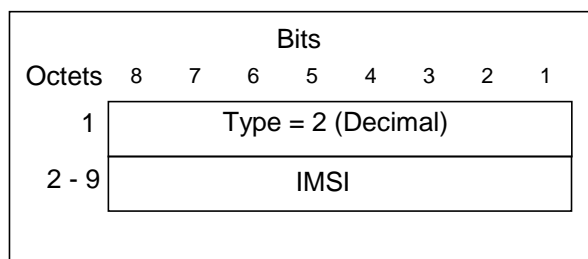 Bits
Octets 8 7 6 5 4 3 2 1
1 Type = 2 (Decimal)
2 - 9 IMSI